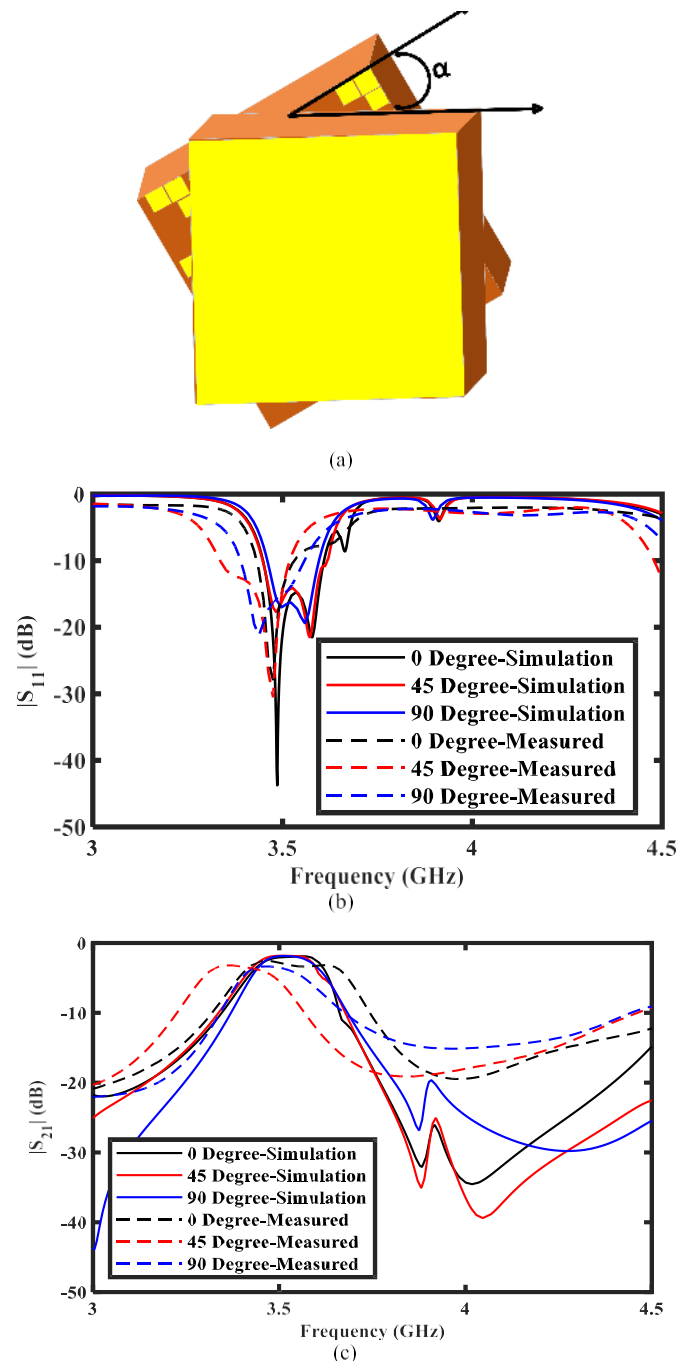 α
(a)
0
-10
-20
-30
-40
-50
|S11| (dB)
0 Degree-Simulation
45 Degree-Simulation
90 Degree-Simulation
0 Degree-Measured
45 Degree-Measured
90 Degree-Measured
3 3.5 4 4.5
Frequency (GHz)
(b)
0
-10
-20
-30
-40
-50
|S21| (dB)
0 Degree-Simulation
45 Degree-Simulation
90 Degree-Simulation
0 Degree-Measured
45 Degree-Measured
90 Degree-Measured
3 3.5 4 4.5
Frequency (GHz)
(c)